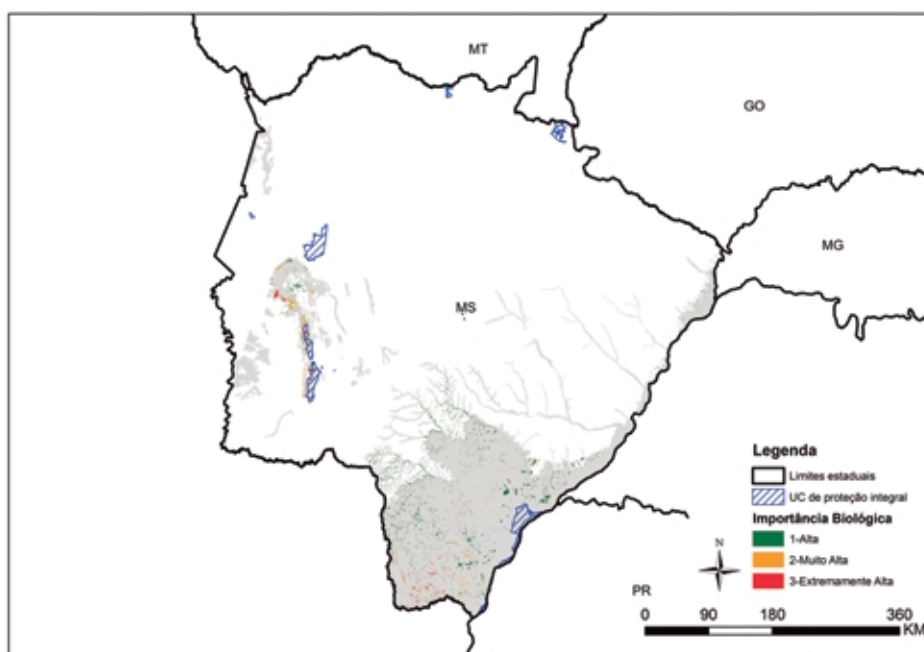 MT
GO
MG
MS
Legenda
Limites estaduais
UC de proteção integral
Importância Biológica
1-Alta
2-Muito Alta
3-Extremamente Alta
N
PR
0 90 180 360
KM